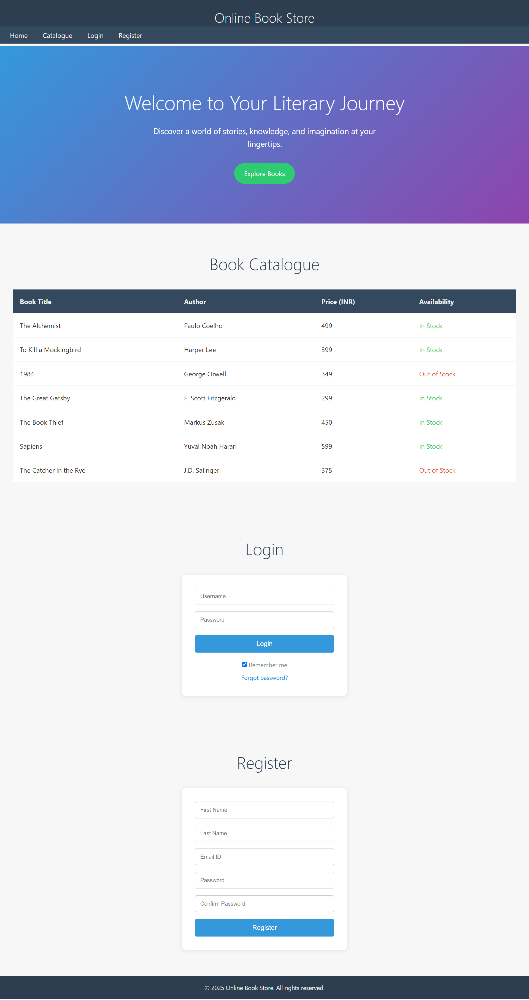 Online Book Store
Home Catalogue Login Register
Welcome to Your Literary Journey
Discover a world of stories, knowledge, and imagination at your
fingertips.
Explore Books
Book Catalogue
Book Title Author Price (INR) Availability
The Alchemist Paulo Coelho 499 In Stock
To Kill a Mockingbird Harper Lee 399 In Stock
1984 George Orwell 349 Out of Stock
The Great Gatsby F. Scott Fitzgerald 299 In Stock
The Book Thief Markus Zusak 450 In Stock
Sapiens Yuval Noah Harari 599 In Stock
The Catcher in the Rye J.D. Salinger 375 Out of Stock
Login
Username
Password
Login
Remember me
Forgot password?
Register
First Name
Last Name
Email ID
Password
Confirm Password
Register
© 2025 Online Book Store. All rights reserved.